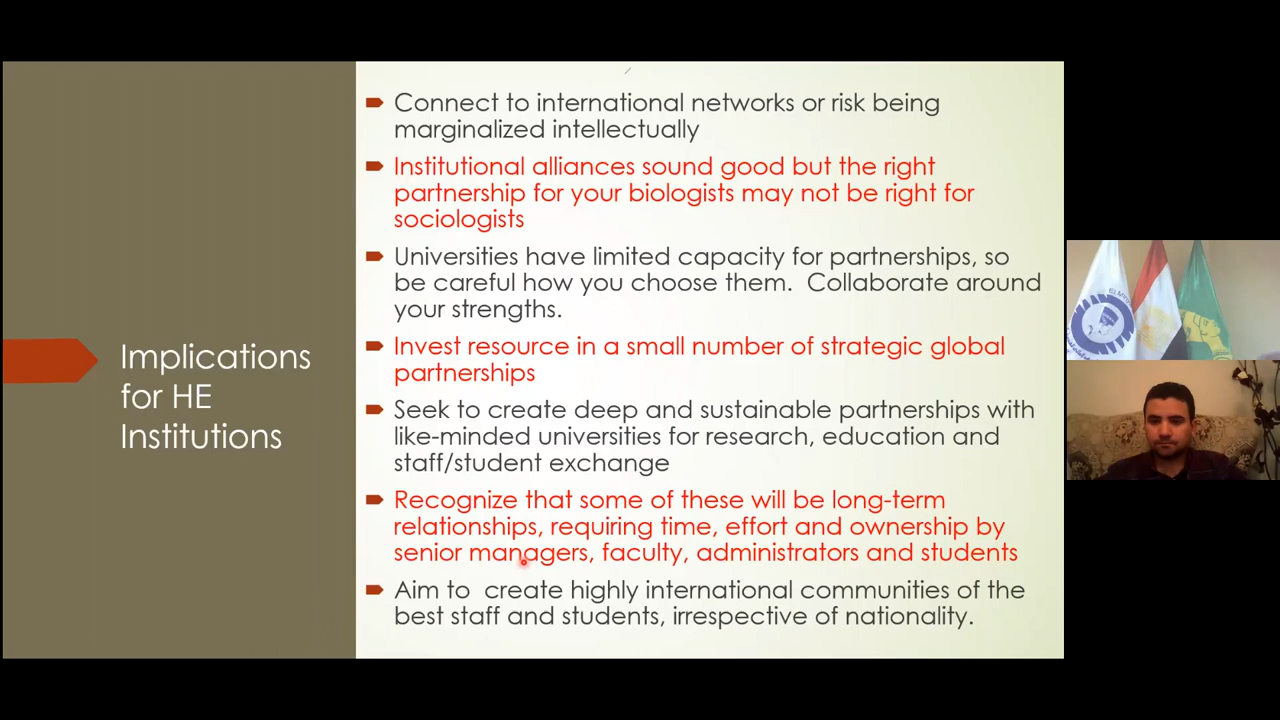 Implications
for HE
Institutions
Connect to international networks or risk being
marginalized intellectually
Institutional alliances sound good but the right
partnership for your biologists may not be right for
sociologists
Universities have limited capacity for partnerships, so
be careful how you choose them.  Collaborate around
your strengths.
Invest resource in a small number of strategic global
partnerships
Seek to create deep and sustainable partnerships with
like-minded universities for research, education and
staff/student exchange
Recognize that some of these will be long-term
relationships, requiring time, effort and ownership by
senior managers, faculty, administrators and students
Aim to  create highly international communities of the
best staff and students, irrespective of nationality.